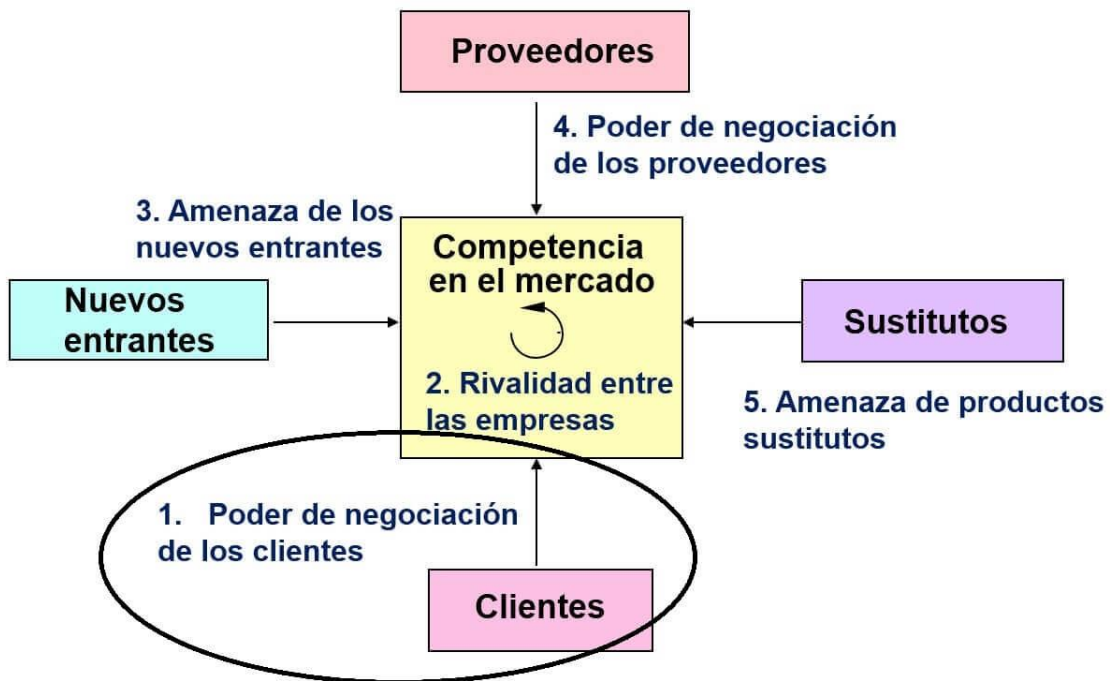 Proveedores
4. Poder de negociación
de los proveedores
3. Amenaza de los
nuevos entrantes
Competencia
en el mercado
Nuevos
entrantes
Sustitutos
2. Rivalidad entre
las empresas
5. Amenaza de productos
sustitutos
1. Poder de negociación
de los clientes
Clientes